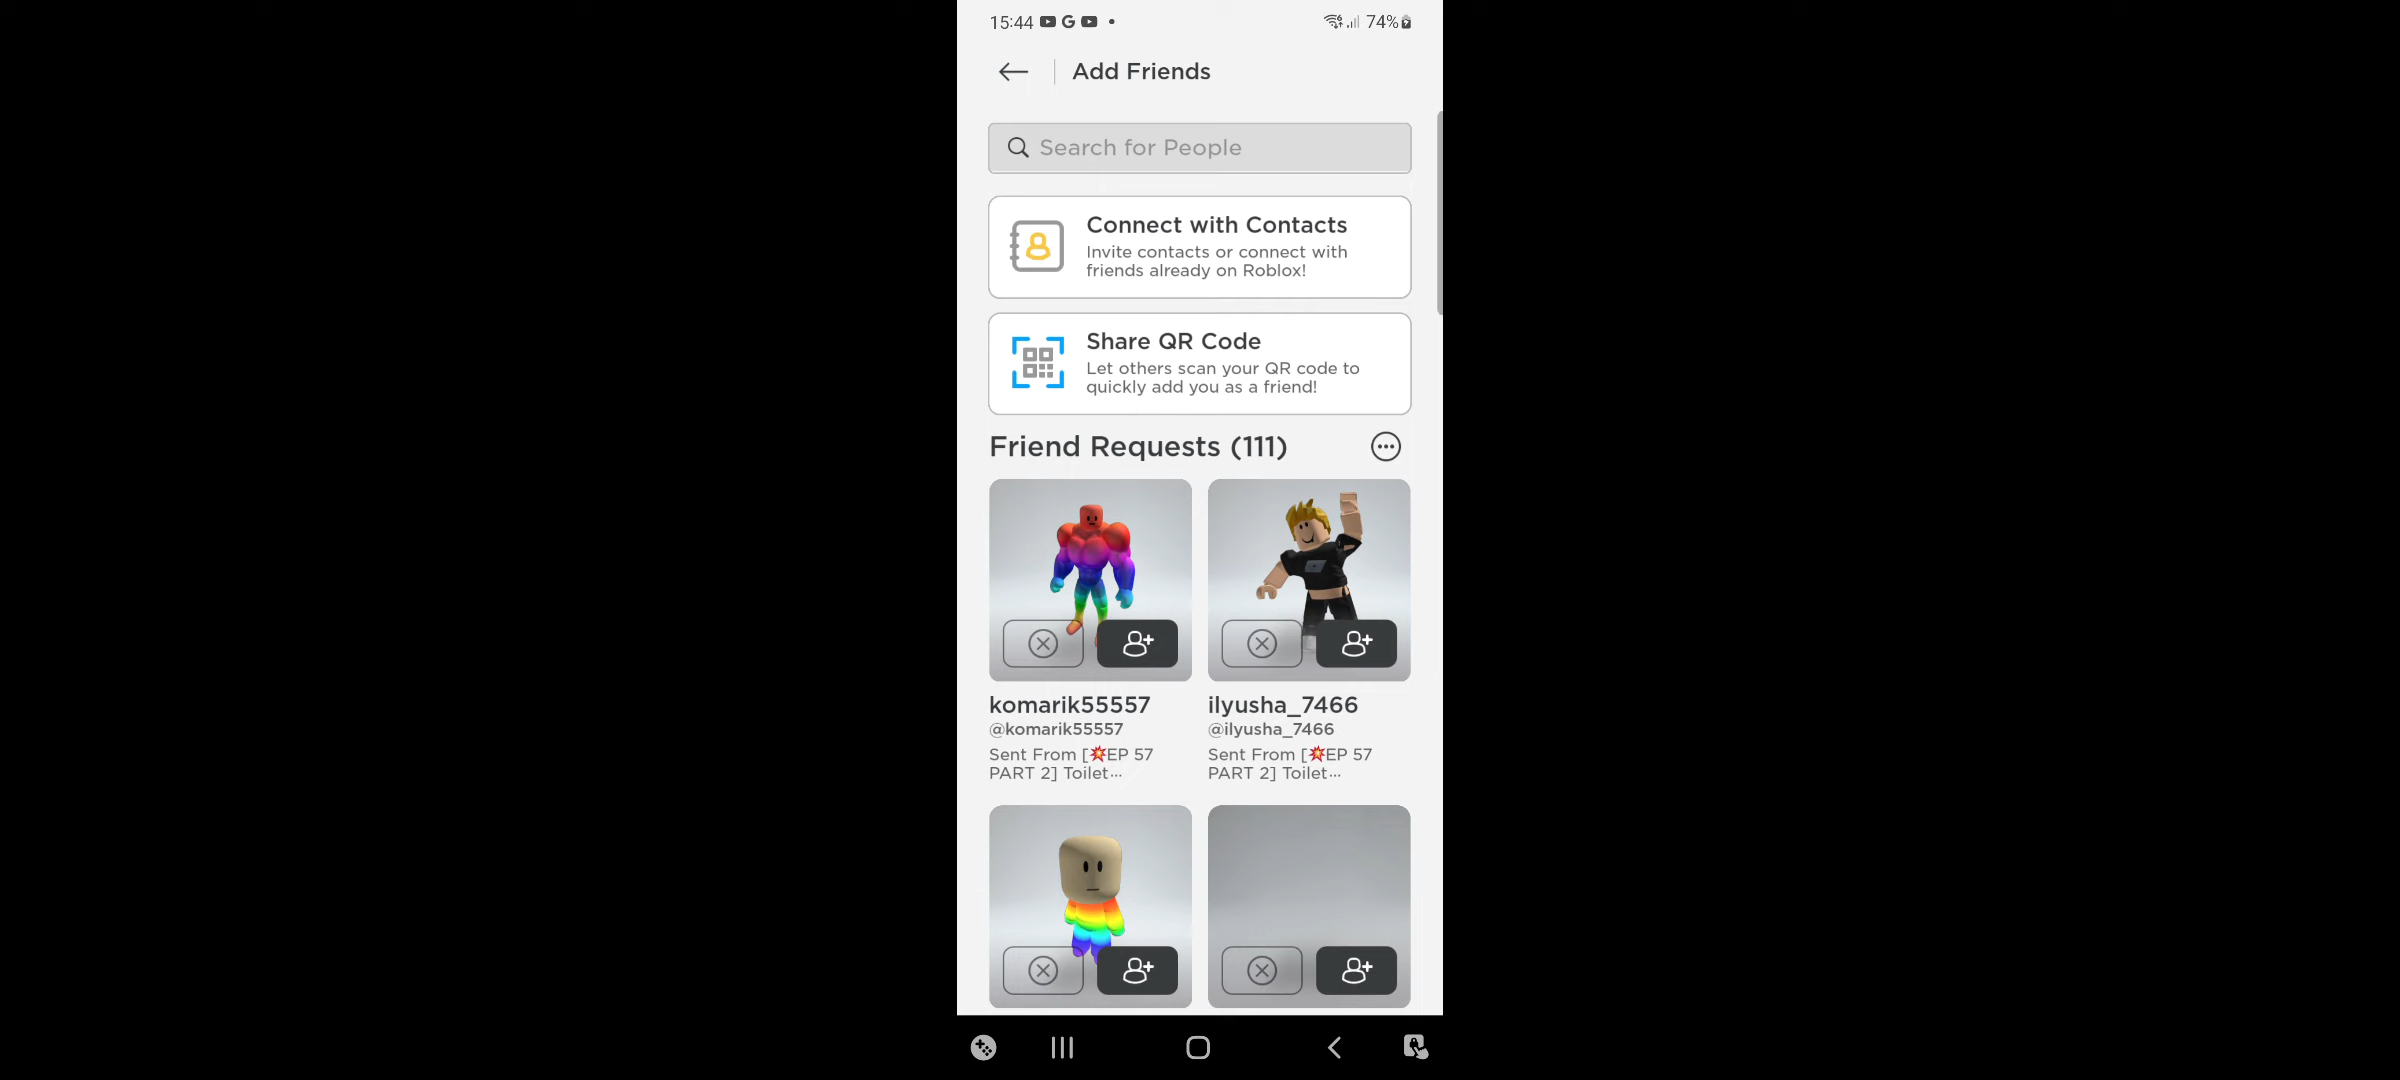 15:44
74%
Add Friends
Search for People
Connect with Contacts
Invite contacts or connect with
friends already on Roblox!
Share QR Code
Let others scan your QR code to
quickly add you as a friend!
Friend Requests (111)
komarik55557
@komarik55557
Sent From [💥EP 57
PART 2] Toilet...
ilyusha_7466
@ilyusha_7466
Sent From [💥EP 57
PART 2] Toilet...